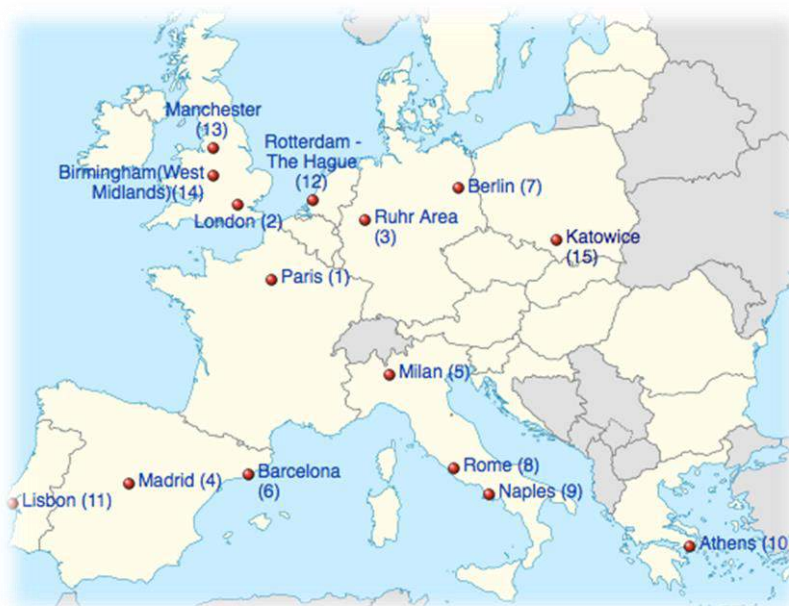 Manchester
(13)
Rotterdam -
The Hague
(12)
Birmingham(West
Midlands)(14)
Berlin (7)
London (2)
Ruhr Area
(3)
Katowice
(15)
Paris (1)
Milan (5)
Barcelona
(6)
Rome (8)
Madrid (4)
Naples (9)
Lisbon (11)
Athens (10